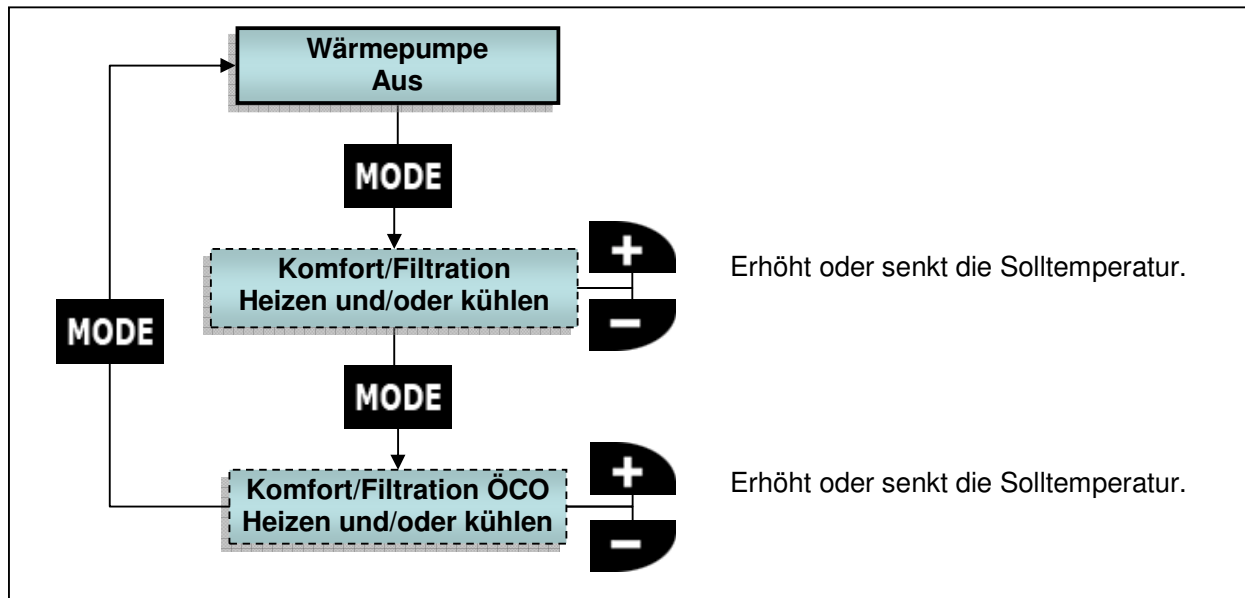 Wärmepumpe
Aus
MODE
+
Komfort/Filtration
Heizen und/oder kühlen
Erhöht oder senkt die Solltemperatur.
−
MODE
MODE
+
Komfort/Filtration ÖCO
Heizen und/oder kühlen
Erhöht oder senkt die Solltemperatur.
−